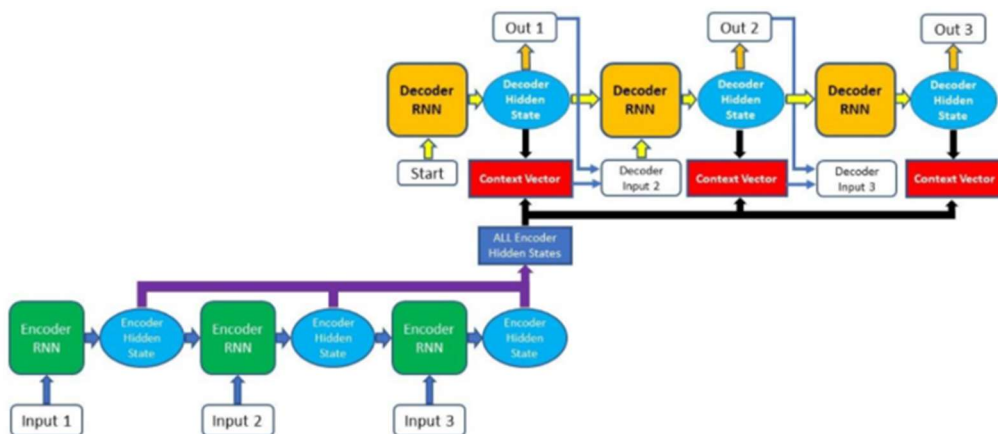 Out 1
Out 2
Out 3
Decoder
RNN
Decoder
Hidden
State
Decoder
RNN
Decoder
Hidden
State
Decoder
RNN
Decoder
Hidden
State
Start
Context Vector
Decoder
Input 2
Context Vector
Decoder
Input 3
Context Vector
ALL Encoder
Hidden States
Encoder
RNN
Encoder
Hidden
State
Encoder
RNN
Encoder
Hidden
State
Encoder
RNN
Encoder
Hidden
State
Input 1
Input 2
Input 3